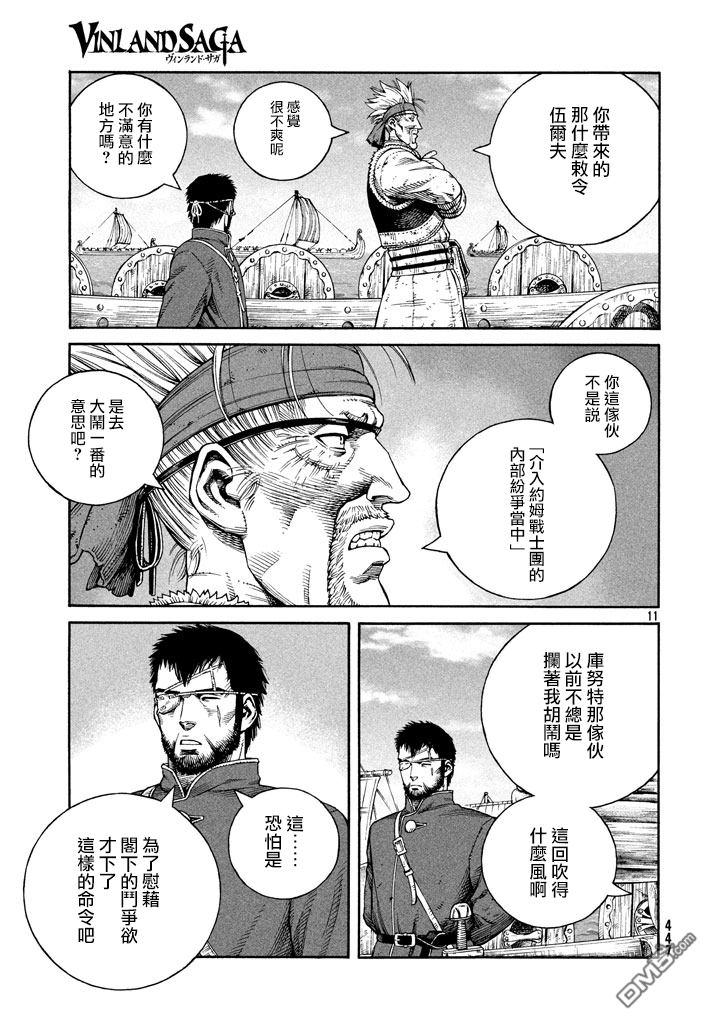 VINLAND SAGA
ヴィンランド・サガ
你帶來的
那什麼敕令
伍爾夫
感覺
很不爽呢
你有什麼
不滿意的
地方嗎？
你這傢伙
不是說
「介入約姆戰士團的
內部紛爭當中」
是去
大鬧一番的
意思吧？
11
庫努特那傢伙
以前不總是
攔著我胡鬧嗎
這回吹得
什麼風啊
這……
恐怕是
為了慰藉
閣下的鬥爭欲
才下了
這樣的命令吧